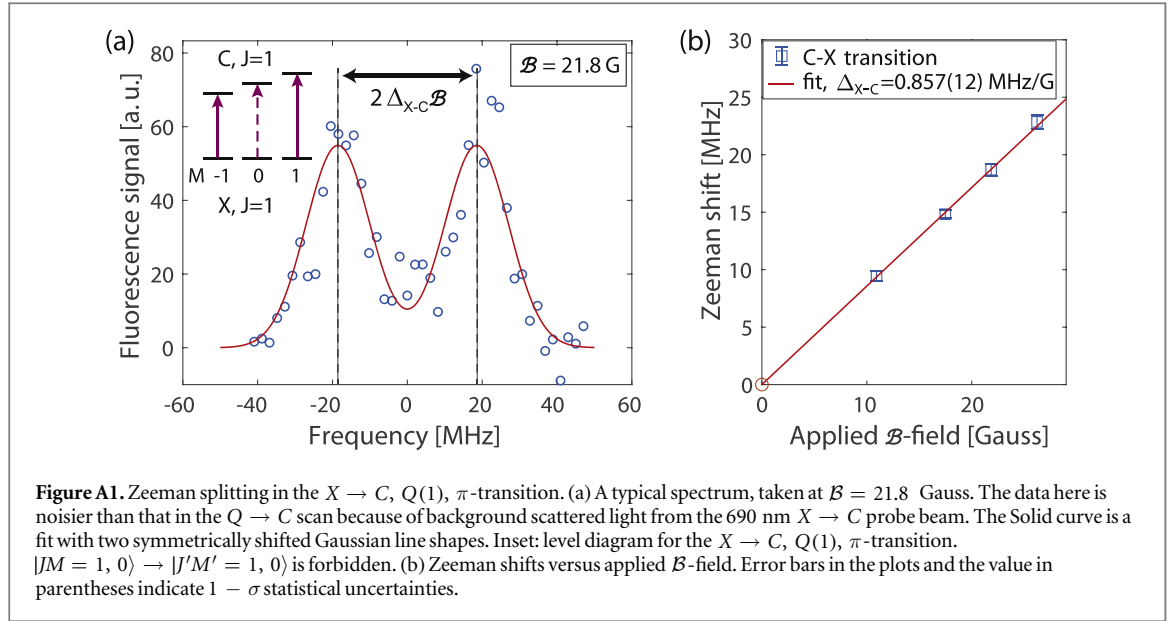 (a)
80
60
40
20
0
Fluorescence signal [a. u.]
C, J=1
M -1 0 1
X, J=1
2 Δ_X-C 𝓑
𝓑 = 21.8 G
-60 -40 -20 0 20 40 60
Frequency [MHz]
(b)
30
25
20
15
10
5
0
Zeeman shift [MHz]
C-X transition
fit, Δ_X-C=0.857(12) MHz/G
0 10 20
Applied 𝓑-field [Gauss]
Figure A1. Zeeman splitting in the X → C, Q(1), π-transition. (a) A typical spectrum, taken at 𝓑 = 21.8 Gauss. The data here is
noisier than that in the Q → C scan because of background scattered light from the 690 nm X → C probe beam. The Solid curve is a
fit with two symmetrically shifted Gaussian line shapes. Inset: level diagram for the X → C, Q(1), π-transition.
|JM = 1, 0⟩ → |J′M′ = 1, 0⟩ is forbidden. (b) Zeeman shifts versus applied 𝓑-field. Error bars in the plots and the value in
parentheses indicate 1 − σ statistical uncertainties.